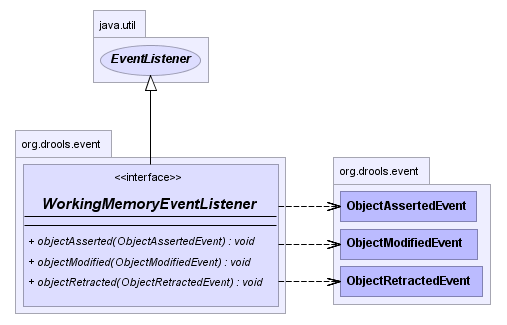 java.util
EventListener
org.drools.event
<<interface>>
WorkingMemoryEventListener
+ objectAsserted(ObjectAssertedEvent) : void
+ objectModified(ObjectModifiedEvent) : void
+ objectRetracted(ObjectRetractedEvent) : void
org.drools.event
ObjectAssertedEvent
ObjectModifiedEvent
ObjectRetractedEvent